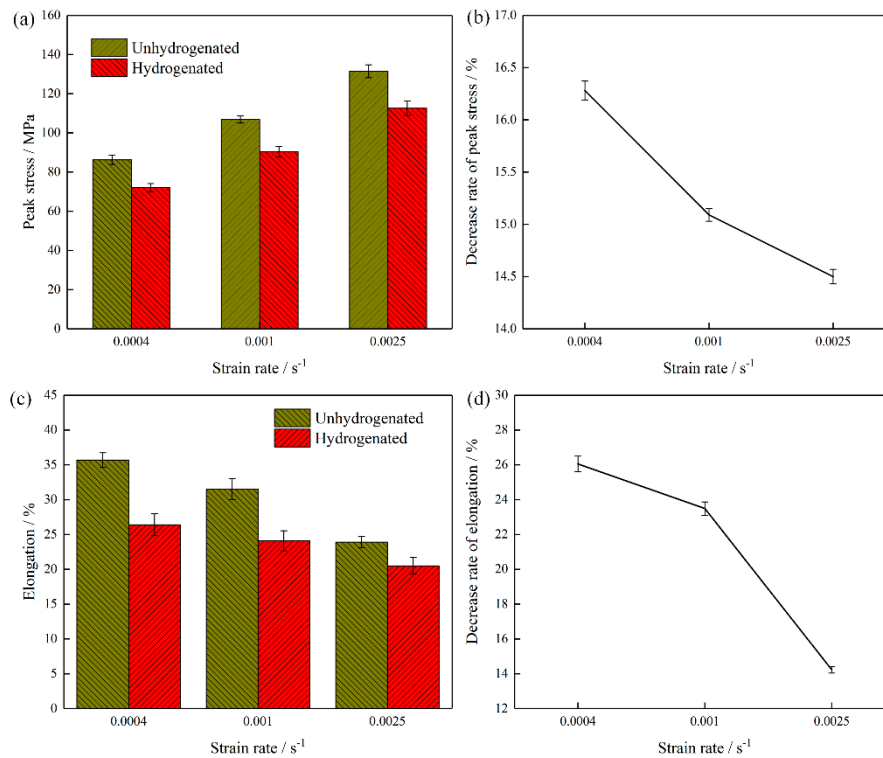 (a)
160
140
120
100
80
60
40
20
0
Peak stress / MPa
Unhydrogenated
Hydrogenated
0.0004 0.001 0.0025
Strain rate / s⁻¹
(b)
17.0
16.5
16.0
15.5
15.0
14.5
14.0
Decrease rate of peak stress / %
0.0004 0.001 0.0025
Strain rate / s⁻¹
(c)
45
40
35
30
25
20
15
10
5
0
Elongation / %
Unhydrogenated
Hydrogenated
0.0004 0.001 0.0025
Strain rate / s⁻¹
(d)
30
28
26
24
22
20
18
16
14
12
Decrease rate of elongation / %
0.0004 0.001 0.0025
Strain rate / s⁻¹